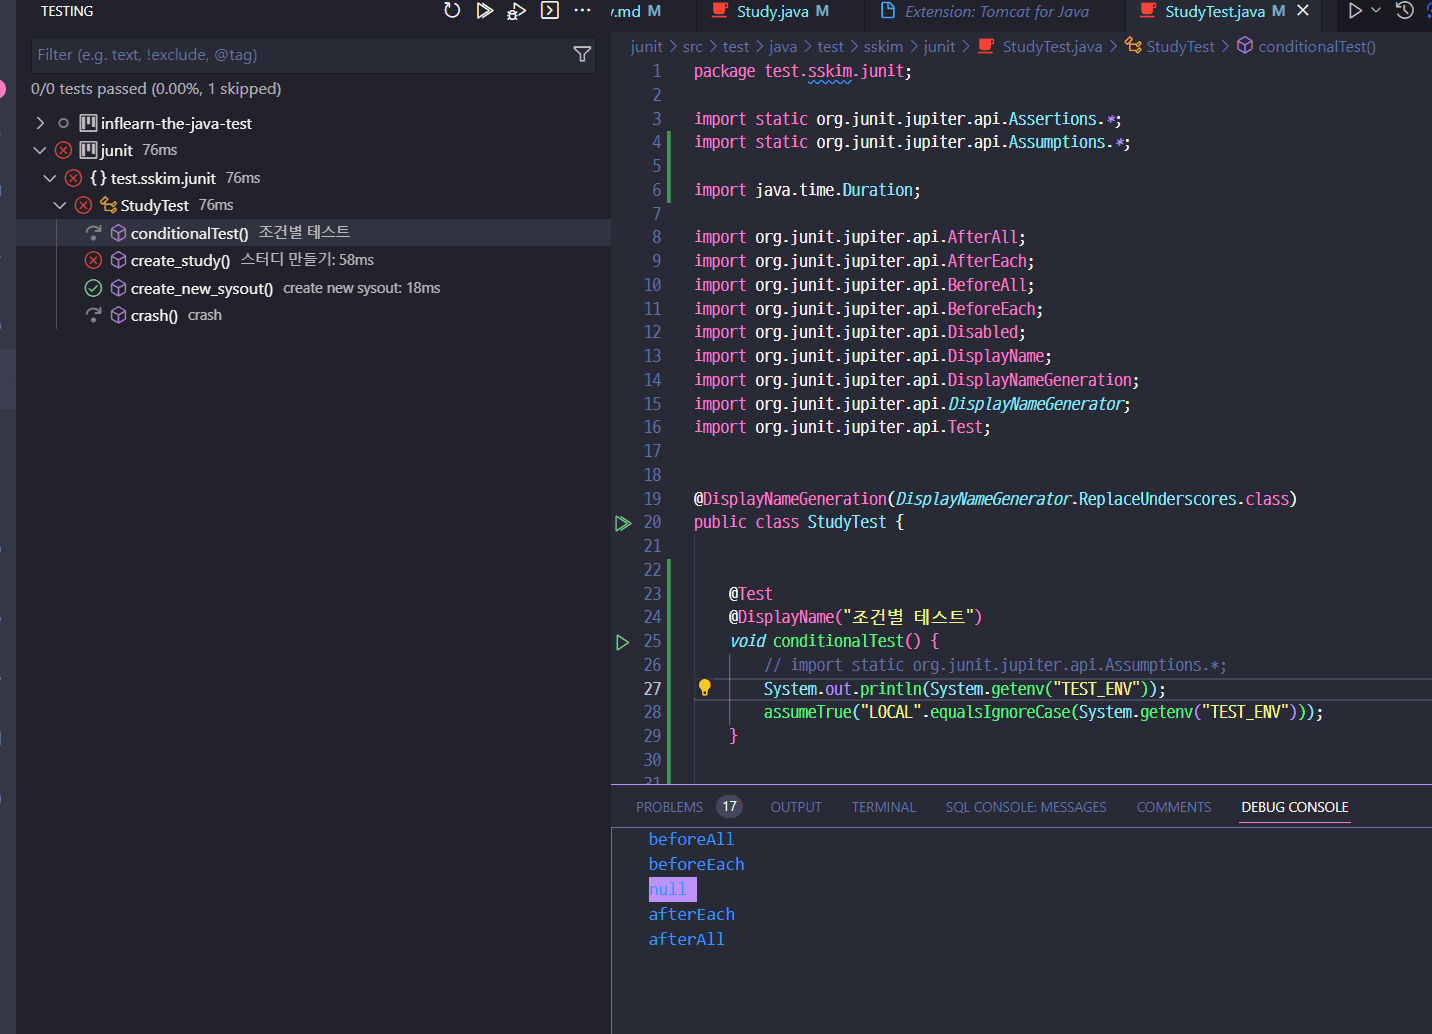 TESTING
Filter (e.g. text, !exclude, @tag)
0/0 tests passed (0.00%, 1 skipped)
inflearn-the-java-test
junit 76ms
{} test.sskim.junit 76ms
StudyTest 76ms
conditionalTest() 조건별 테스트
create_study() 스터디 만들기: 58ms
create_new_sysout() create new sysout: 18ms
crash() crash
.md M
Study.java M
Extension: Tomcat for Java
StudyTest.java M
junit > src > test > java > test > sskim > junit > StudyTest.java > StudyTest > conditionalTest()
1 package test.sskim.junit;
2
3 import static org.junit.jupiter.api.Assertions.*;
4 import static org.junit.jupiter.api.Assumptions.*;
5
6 import java.time.Duration;
7
8 import org.junit.jupiter.api.AfterAll;
9 import org.junit.jupiter.api.AfterEach;
10 import org.junit.jupiter.api.BeforeAll;
11 import org.junit.jupiter.api.BeforeEach;
12 import org.junit.jupiter.api.Disabled;
13 import org.junit.jupiter.api.DisplayName;
14 import org.junit.jupiter.api.DisplayNameGeneration;
15 import org.junit.jupiter.api.DisplayNameGenerator;
16 import org.junit.jupiter.api.Test;
17
18
19 @DisplayNameGeneration(DisplayNameGenerator.ReplaceUnderscores.class)
20 public class StudyTest {
21
22
23 @Test
24 @DisplayName("조건별 테스트")
25 void conditionalTest() {
26 // import static org.junit.jupiter.api.Assumptions.*;
27 System.out.println(System.getenv("TEST_ENV"));
28 assumeTrue("LOCAL".equalsIgnoreCase(System.getenv("TEST_ENV")));
29 }
30
31
PROBLEMS 17 OUTPUT TERMINAL SQL CONSOLE: MESSAGES COMMENTS DEBUG CONSOLE
beforeAll
beforeEach
null
afterEach
afterAll